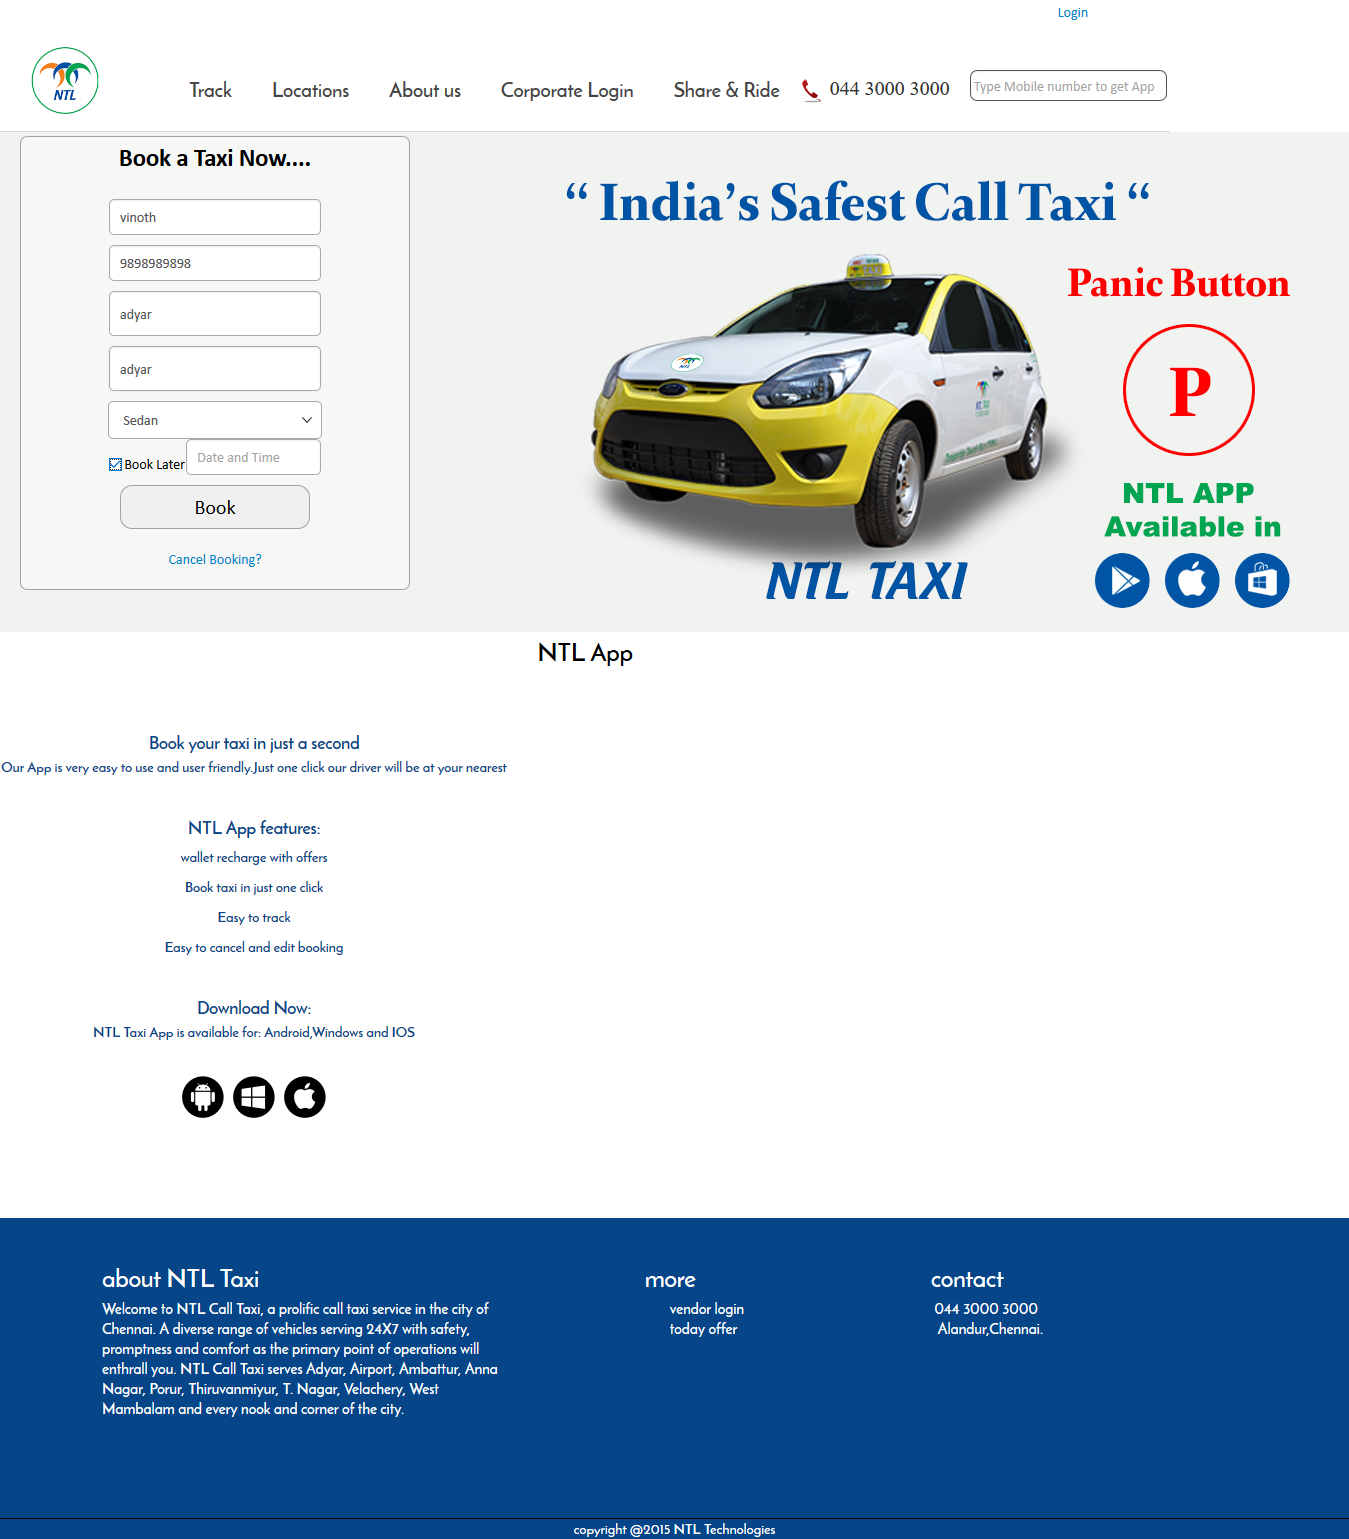 Login
NTL
Track
Locations
About us
Corporate Login
Share & Ride
044 3000 3000
Type Mobile number to get App
Book a Taxi Now....
vinoth
9898989898
adyar
adyar
Sedan
Book Later
Date and Time
Book
Cancel Booking?
“ India’s Safest Call Taxi “
Panic Button
P
NTL APP
Available in
NTL TAXI
NTL App
Book your taxi in just a second
Our App is very easy to use and user friendly.Just one click our driver will be at your nearest
NTL App features:
wallet recharge with offers
Book taxi in just one click
Easy to track
Easy to cancel and edit booking
Download Now:
NTL Taxi App is available for: Android,Windows and IOS
about NTL Taxi
Welcome to NTL Call Taxi, a prolific call taxi service in the city of
Chennai. A diverse range of vehicles serving 24X7 with safety,
promptness and comfort as the primary point of operations will
enthrall you. NTL Call Taxi serves Adyar, Airport, Ambattur, Anna
Nagar, Porur, Thiruvanmiyur, T. Nagar, Velachery, West
Mambalam and every nook and corner of the city.
more
vendor login
today offer
contact
044 3000 3000
Alandur,Chennai.
copyright @2015 NTL Technologies